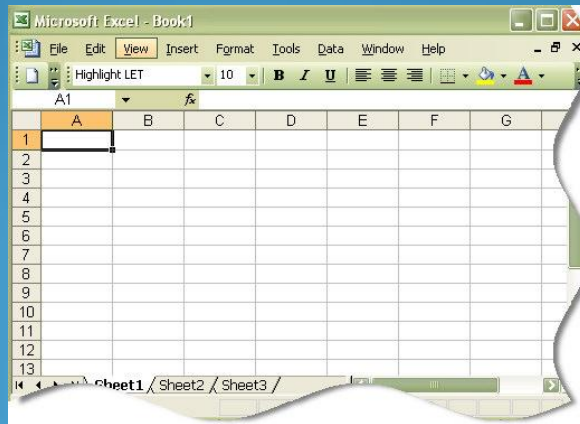 Microsoft Excel - Book1
File Edit View Insert Format Tools Data Window Help
Highlight LET 10 B I U A
A1 fx
A B C D E F G
1
2
3
4
5
6
7
8
9
10
11
12
13
Sheet1 / Sheet2 / Sheet3 /